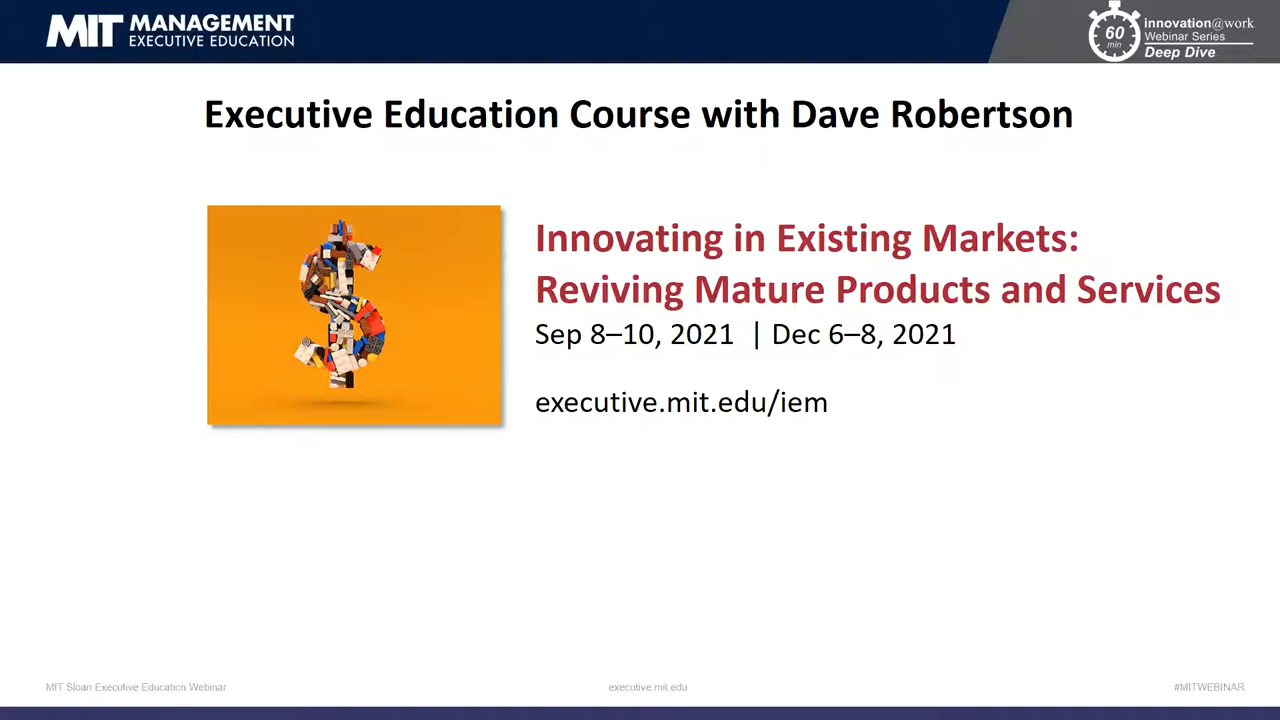 MIT MANAGEMENT
EXECUTIVE EDUCATION
60
min
innovation@work
Webinar Series
Deep Dive
Executive Education Course with Dave Robertson
Innovating in Existing Markets:
Reviving Mature Products and Services
Sep 8–10, 2021 | Dec 6–8, 2021
executive.mit.edu/iem
MIT Sloan Executive Education Webinar
executive.mit.edu
#MITWEBINAR